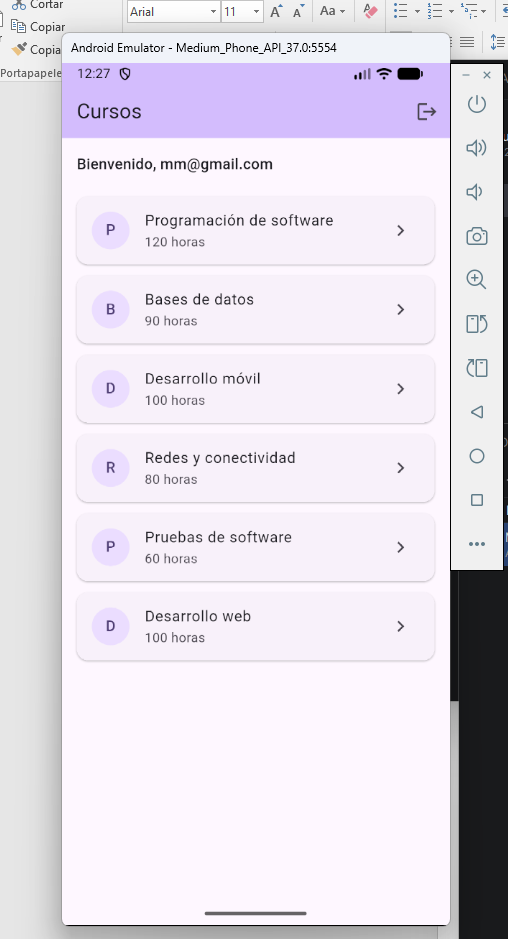 Cortar
Copiar
Copia
Portapapele
Arial
11
A
A
Aa
Android Emulator - Medium_Phone_API_37.0:5554
12:27
Cursos
Bienvenido, mm@gmail.com
P
Programación de software
120 horas
B
Bases de datos
90 horas
D
Desarrollo móvil
100 horas
R
Redes y conectividad
80 horas
P
Pruebas de software
60 horas
D
Desarrollo web
100 horas